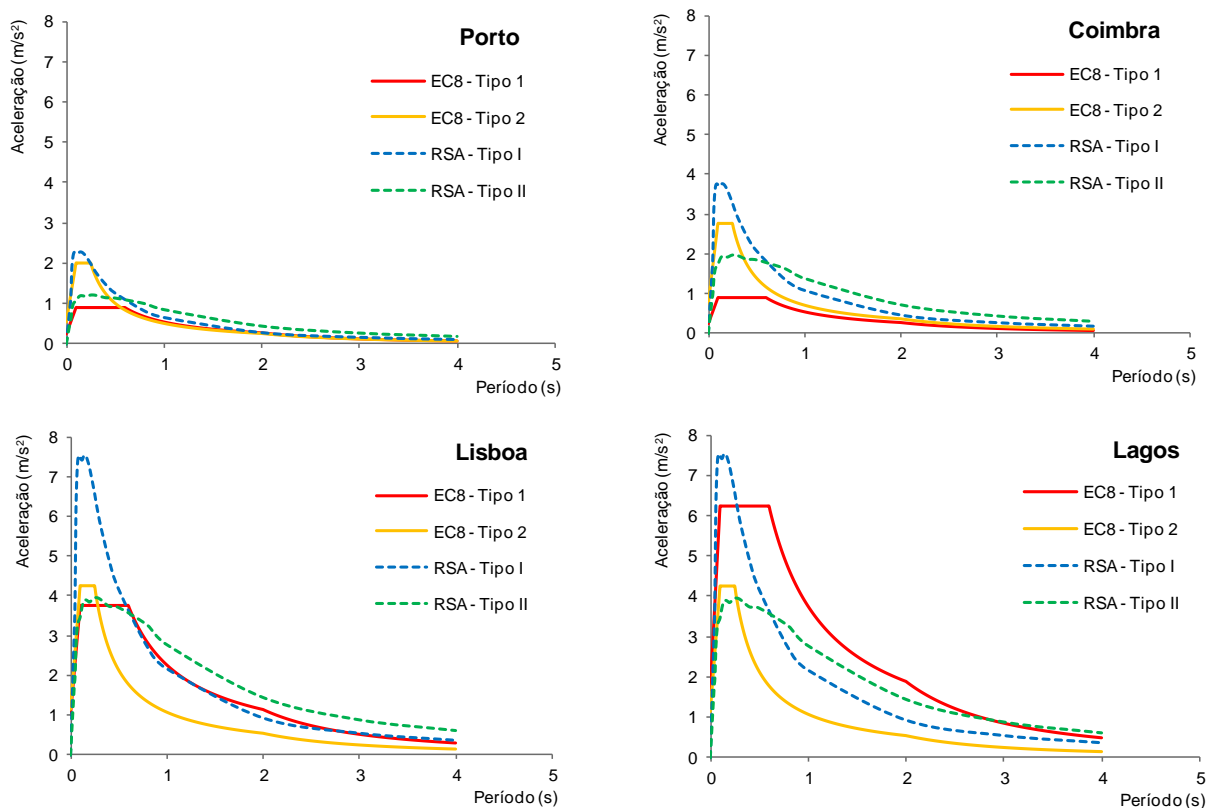 Porto
Aceleração (m/s²)
8
7
6
5
4
3
2
1
0
EC8 - Tipo 1
EC8 - Tipo 2
RSA - Tipo I
RSA - Tipo II
0 1 2 3 4 5
Período (s)
Coimbra
Aceleração (m/s²)
8
7
6
5
4
3
2
1
0
EC8 - Tipo 1
EC8 - Tipo 2
RSA - Tipo I
RSA - Tipo II
0 1 2 3 4 5
Período (s)
Lisboa
Aceleração (m/s²)
8
7
6
5
4
3
2
1
0
EC8 - Tipo 1
EC8 - Tipo 2
RSA - Tipo I
RSA - Tipo II
0 1 2 3 4 5
Período (s)
Lagos
Aceleração (m/s²)
8
7
6
5
4
3
2
1
0
EC8 - Tipo 1
EC8 - Tipo 2
RSA - Tipo I
RSA - Tipo II
0 1 2 3 4 5
Período (s)